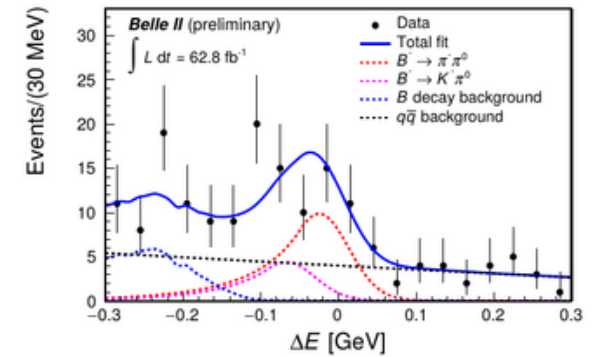 Belle II (preliminary)
∫ L dt = 62.8 fb⁻¹
Data
Total fit
B⁻ → π⁻π⁰
B⁻ → K⁻π⁰
B decay background
qq̄ background
Events/(30 MeV)
30
25
20
15
10
5
0
−0.3 −0.2 −0.1 0 0.1 0.2 0.3
ΔE [GeV]